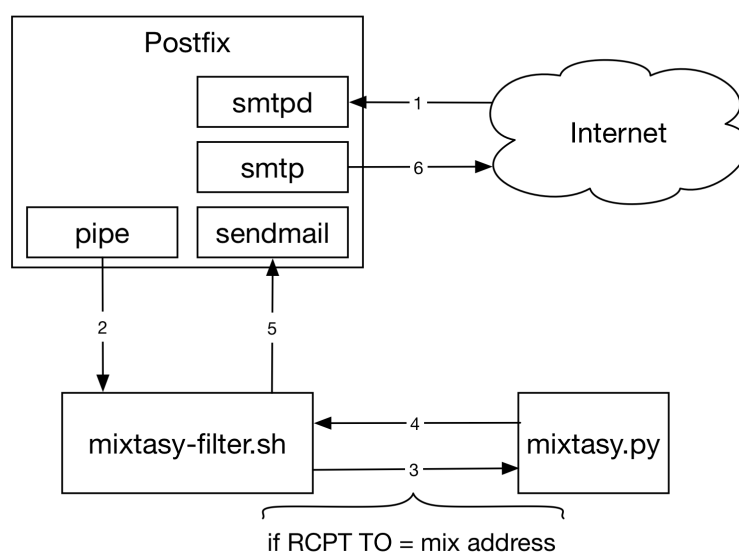 Postfix
smtpd
1
Internet
smtp
6
pipe
sendmail
2
5
mixtasy-filter.sh
4
mixtasy.py
3
if RCPT TO = mix address